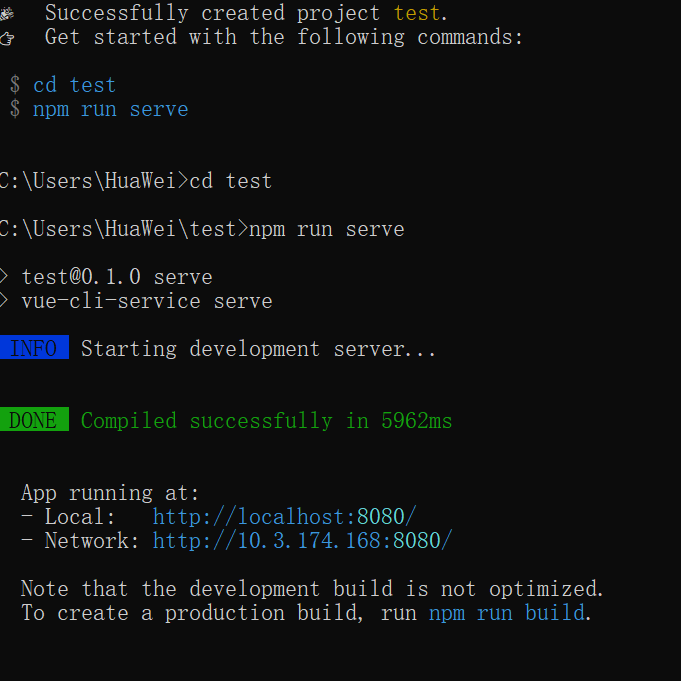 Successfully created project test.
Get started with the following commands:
$ cd test
$ npm run serve
C:\Users\HuaWei>cd test
C:\Users\HuaWei\test>npm run serve
> test@0.1.0 serve
> vue-cli-service serve
INFO Starting development server...
DONE Compiled successfully in 5962ms
App running at:
- Local: http://localhost:8080/
- Network: http://10.3.174.168:8080/
Note that the development build is not optimized.
To create a production build, run npm run build.